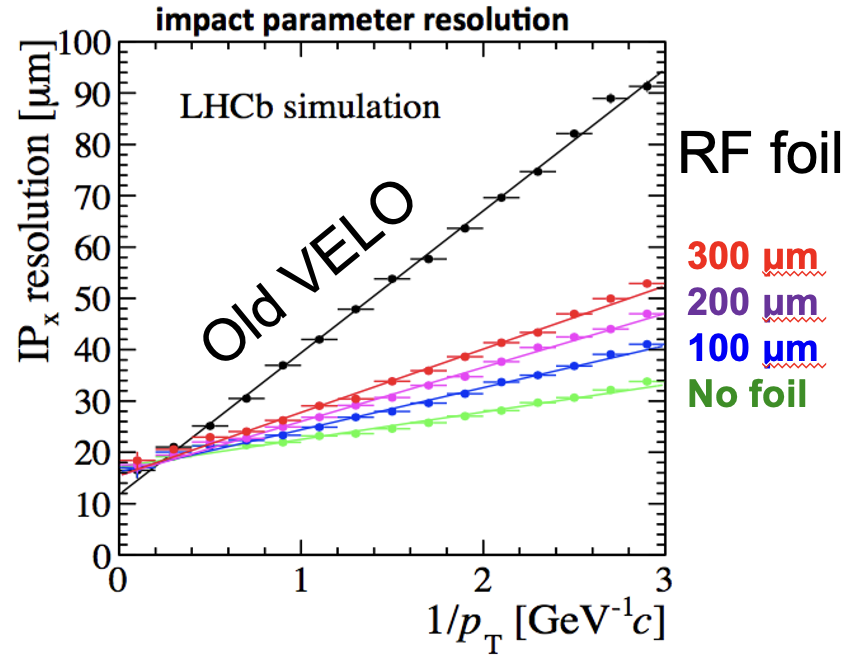 impact parameter resolution
IPx resolution [µm]
100
90
80
70
60
50
40
30
20
10
0
LHCb simulation
Old VELO
RF foil
300 µm
200 µm
100 µm
No foil
0 1 2 3
1/pT [GeV⁻¹c]